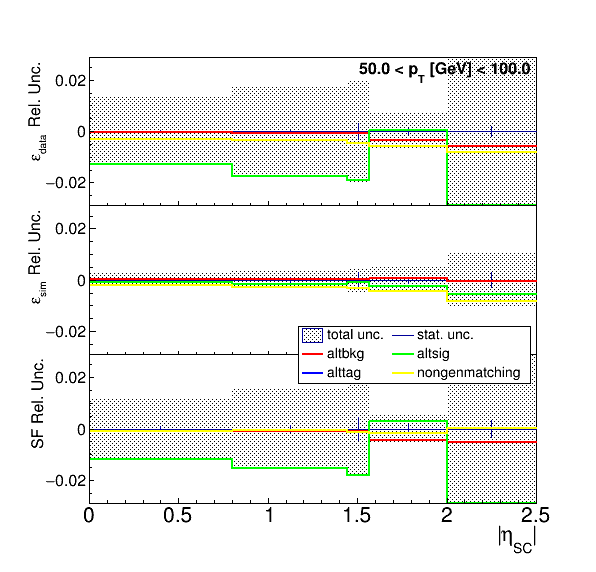 50.0 < p_T [GeV] < 100.0
ε_data Rel. Unc.
0.02
0
−0.02
ε_sim Rel. Unc.
0.02
0
−0.02
total unc. stat. unc.
altbkg altsig
alttag nongenmatching
SF Rel. Unc.
0.02
0
−0.02
0 0.5 1 1.5 2 2.5
|η_SC|